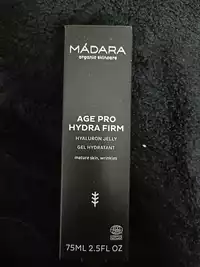 MÁDARA
organic skincare
AGE PRO
HYDRA FIRM
HYALURON JELLY
GEL HYDRATANT
mature skin, wrinkles
75ML 2.5FL OZ